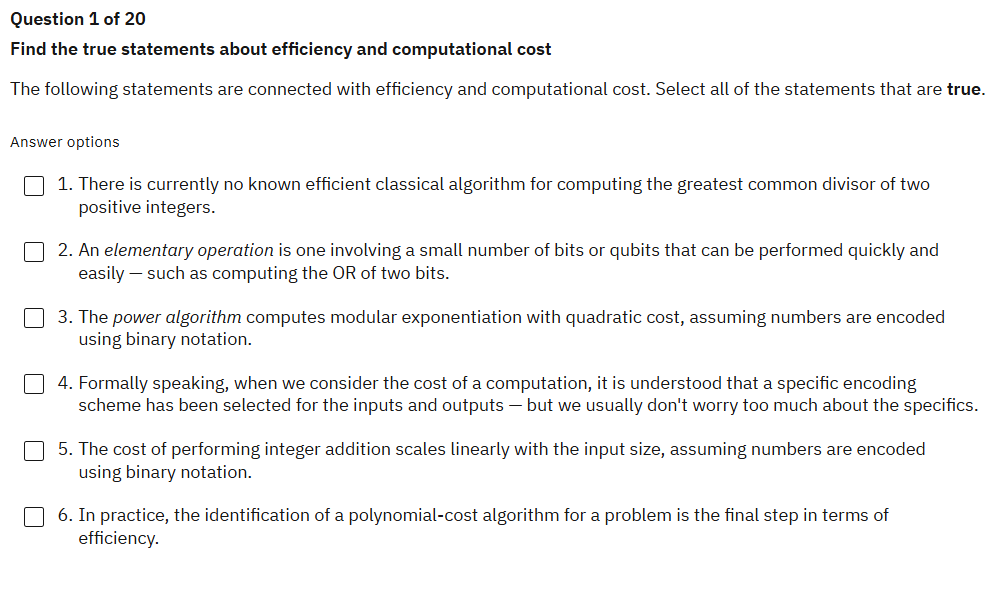 Question 1 of 20
Find the true statements about efficiency and computational cost
The following statements are connected with efficiency and computational cost. Select all of the statements that are true.
Answer options
1. There is currently no known efficient classical algorithm for computing the greatest common divisor of two
positive integers.
2. An elementary operation is one involving a small number of bits or qubits that can be performed quickly and
easily — such as computing the OR of two bits.
3. The power algorithm computes modular exponentiation with quadratic cost, assuming numbers are encoded
using binary notation.
4. Formally speaking, when we consider the cost of a computation, it is understood that a specific encoding
scheme has been selected for the inputs and outputs — but we usually don't worry too much about the specifics.
5. The cost of performing integer addition scales linearly with the input size, assuming numbers are encoded
using binary notation.
6. In practice, the identification of a polynomial-cost algorithm for a problem is the final step in terms of
efficiency.